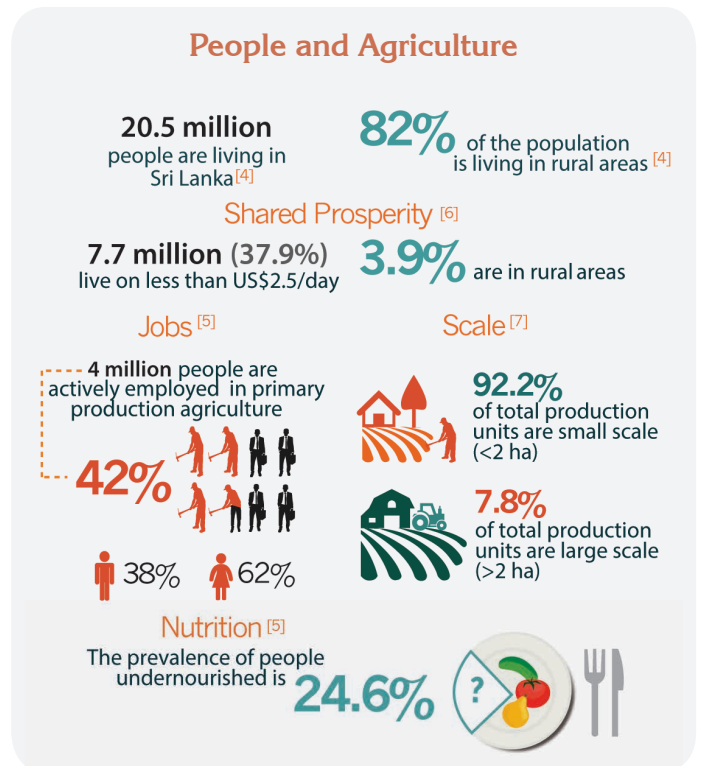 People and Agriculture
20.5 million
people are living in
Sri Lanka [4]
82% of the population
is living in rural areas [4]
Shared Prosperity [6]
7.7 million (37.9%)
live on less than US$2.5/day
3.9% are in rural areas
Jobs [5]
4 million people are
actively employed in primary
production agriculture
42%
38%
62%
Scale [7]
92.2%
of total production
units are small scale
(<2 ha)
7.8%
of total production
units are large scale
(>2 ha)
Nutrition [5]
The prevalence of people
undernourished is 24.6%
?